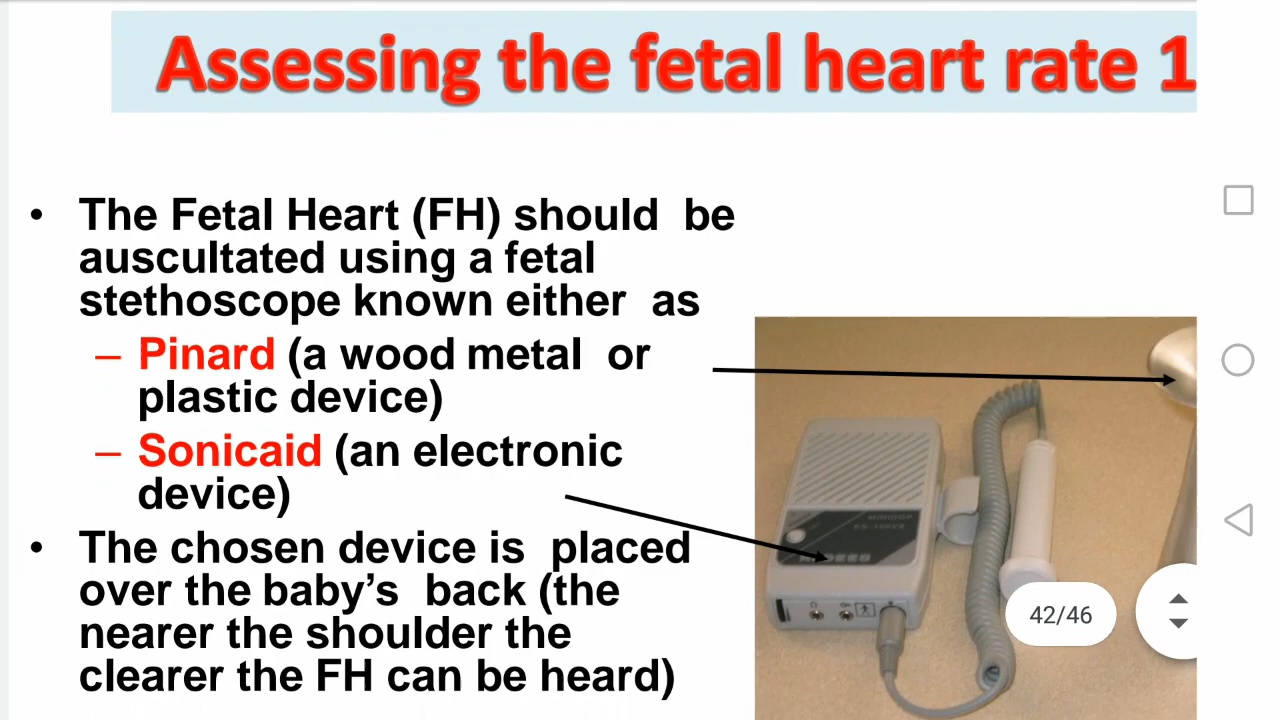 Assessing the fetal heart rate 1
• The Fetal Heart (FH) should be
auscultated using a fetal
stethoscope known either as
– Pinard (a wood metal or
plastic device)
– Sonicaid (an electronic
device)
• The chosen device is placed
over the baby’s back (the
nearer the shoulder the
clearer the FH can be heard)
42/46